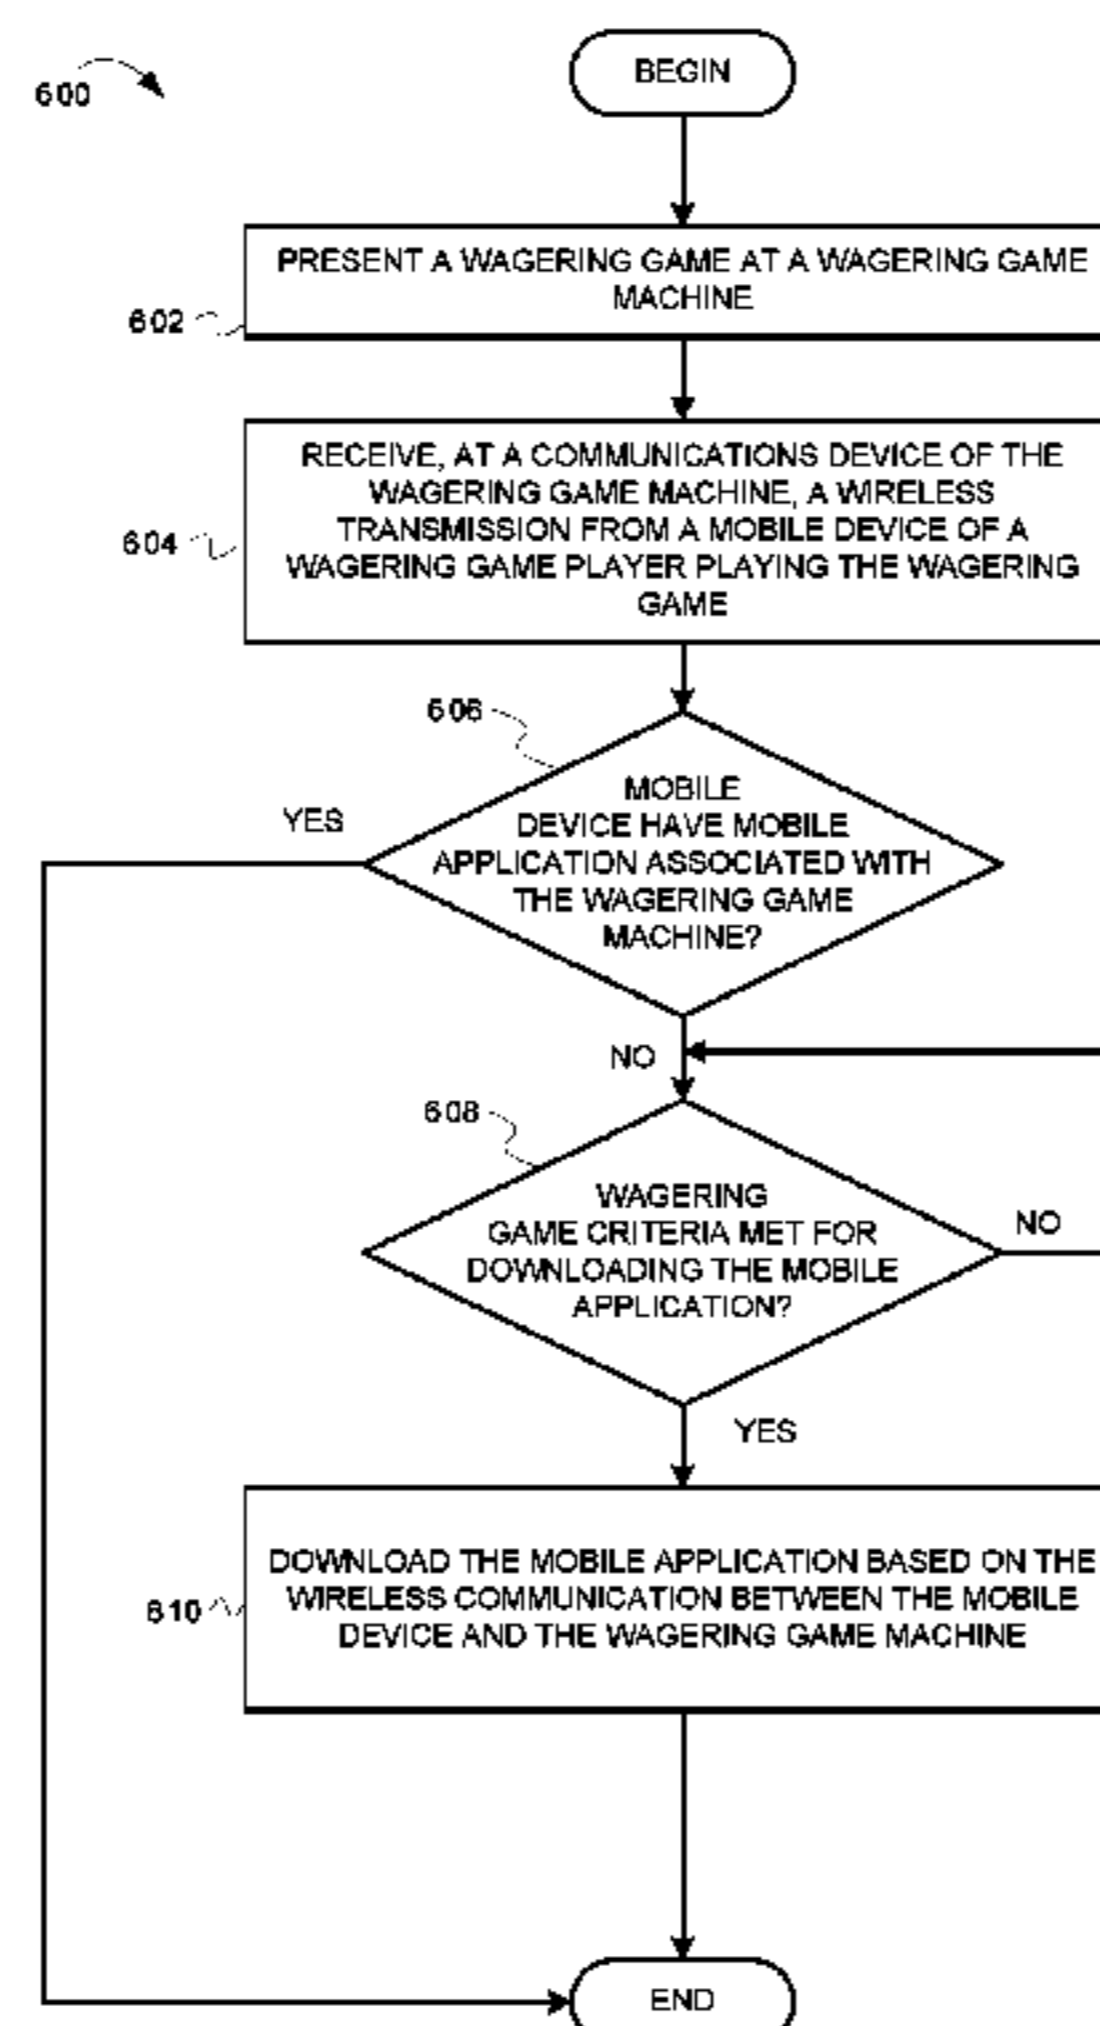 BEGIN
600
PRESENT A WAGERING GAME AT A WAGERING GAME
MACHINE
602
RECEIVE, AT A COMMUNICATIONS DEVICE OF THE
WAGERING GAME MACHINE, A WIRELESS
TRANSMISSION FROM A MOBILE DEVICE OF A
WAGERING GAME PLAYER PLAYING THE WAGERING
GAME
604
606
MOBILE
DEVICE HAVE MOBILE
APPLICATION ASSOCIATED WITH
THE WAGERING GAME
MACHINE?
YES
NO
608
WAGERING
GAME CRITERIA MET FOR
DOWNLOADING THE MOBILE
APPLICATION?
NO
YES
DOWNLOAD THE MOBILE APPLICATION BASED ON THE
WIRELESS COMMUNICATION BETWEEN THE MOBILE
DEVICE AND THE WAGERING GAME MACHINE
610
END